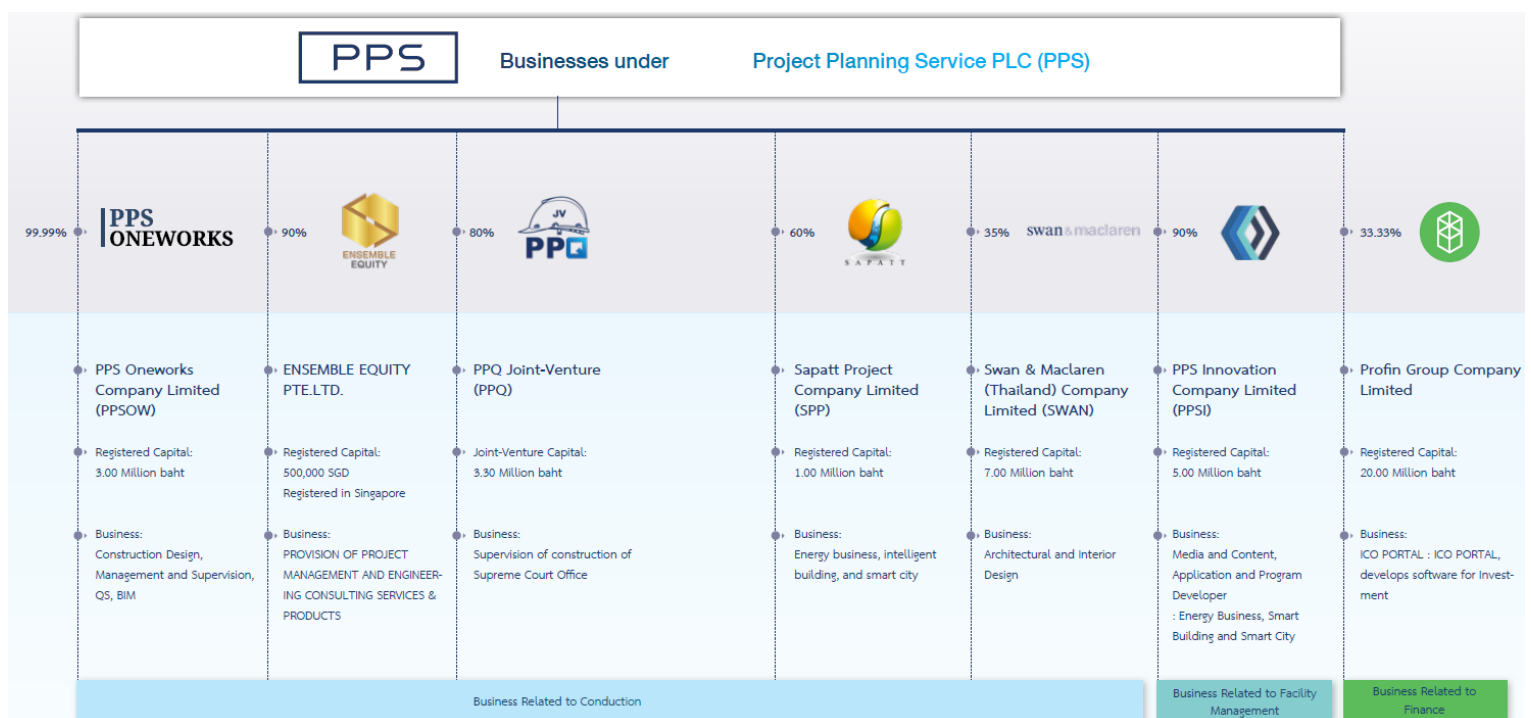 PPS
Businesses under
Project Planning Service PLC (PPS)
99.99%
PPS
ONEWORKS
90%
ENSEMBLE
EQUITY
80%
JV
PPQ
60%
SAPATT
35%
swan&maclaren
90%
33.33%
PPS Oneworks
Company Limited
(PPSOW)
Registered Capital:
3.00 Million baht
Business:
Construction Design,
Management and Supervision,
QS, BIM
ENSEMBLE EQUITY
PTE.LTD.
Registered Capital:
500,000 SGD
Registered in Singapore
Business:
PROVISION OF PROJECT
MANAGEMENT AND ENGINEER-
ING CONSULTING SERVICES &
PRODUCTS
PPQ Joint-Venture
(PPQ)
Joint-Venture Capital:
3.30 Million baht
Business:
Supervision of construction of
Supreme Court Office
Sapatt Project
Company Limited
(SPP)
Registered Capital:
1.00 Million baht
Business:
Energy business, intelligent
building, and smart city
Swan & Maclaren
(Thailand) Company
Limited (SWAN)
Registered Capital:
7.00 Million baht
Business:
Architectural and Interior
Design
PPS Innovation
Company Limited
(PPSI)
Registered Capital:
5.00 Million baht
Business:
Media and Content,
Application and Program
Developer
: Energy Business, Smart
Building and Smart City
Profin Group Company
Limited
Registered Capital:
20.00 Million baht
Business:
ICO PORTAL : ICO PORTAL,
develops software for Invest-
ment
Business Related to Conduction
Business Related to Facility
Management
Business Related to
Finance